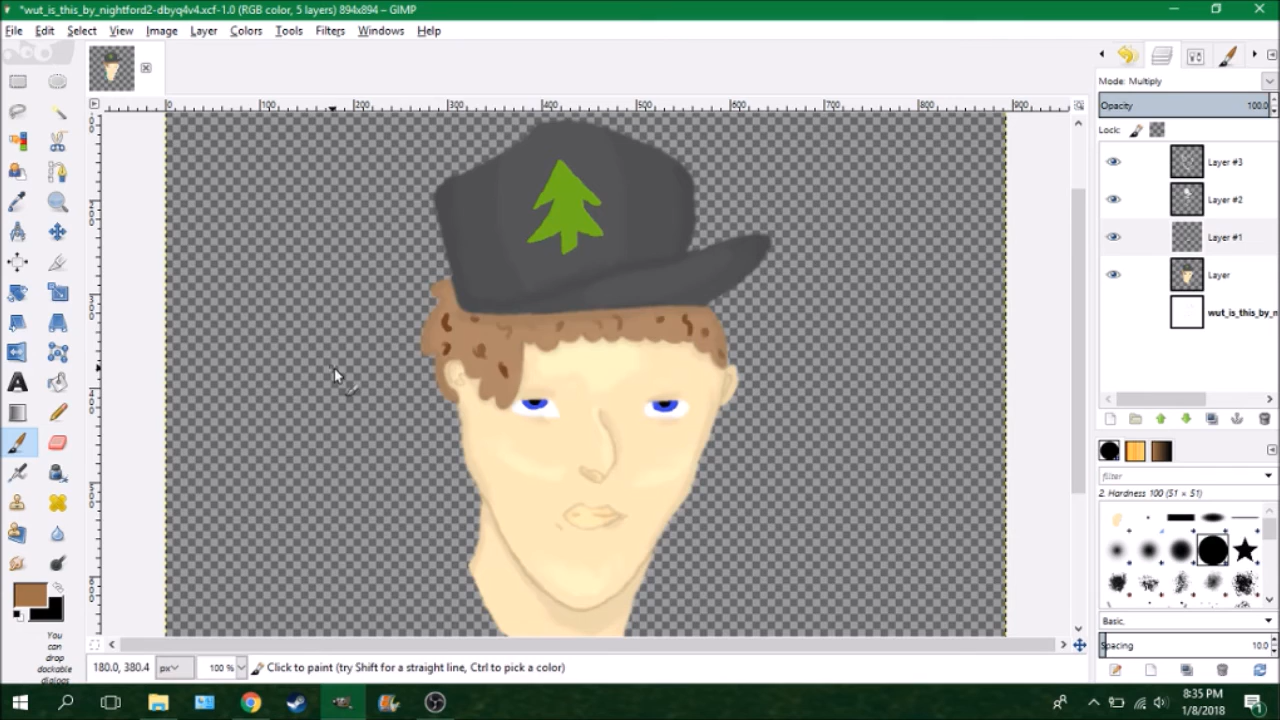 *wut_is_this_by_nightford2-dbyq4v4.xcf-1.0 (RGB color, 5 layers) 894x894 – GIMP
File Edit Select View Image Layer Colors Tools Filters Windows Help
Mode: Multiply
Opacity 100.0
Lock:
0 100 200 300 400 500 600 700 800 900
Layer #3
Layer #2
Layer #1
Layer
wut_is_this_by_n
filter
2. Hardness 100 (51 × 51)
Basic,
Spacing 10.0
You
can
drop
dockable
dialogs
180.0, 380.4 px 100 % Click to paint (try Shift for a straight line, Ctrl to pick a color)
8:35 PM
1/8/2018
1